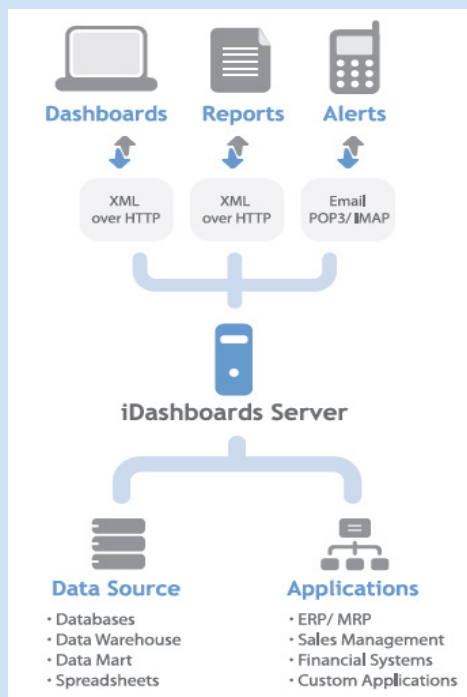 Dashboards Reports Alerts
XML over HTTP
XML over HTTP
Email POP3/ IMAP
iDashboards Server
Data Source
· Databases
· Data Warehouse
· Data Mart
· Spreadsheets
Applications
· ERP/ MRP
· Sales Management
· Financial Systems
· Custom Applications